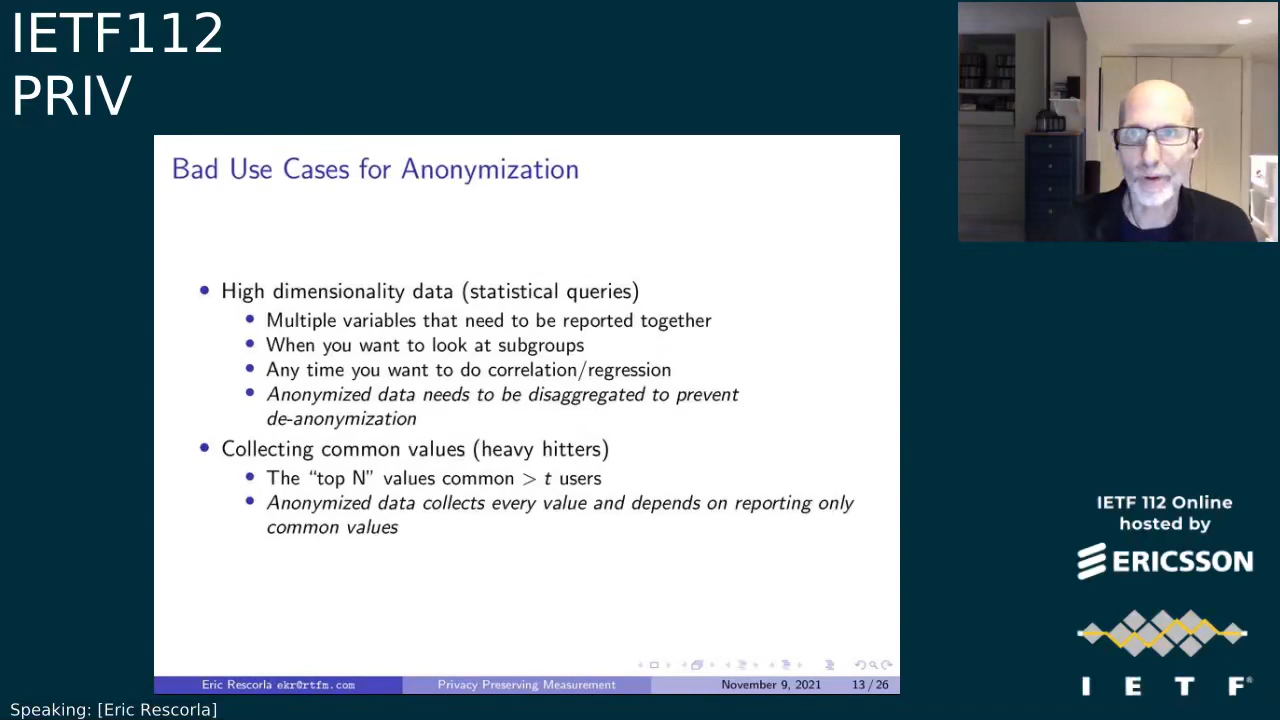 IETF112
PRIV
Bad Use Cases for Anonymization
• High dimensionality data (statistical queries)
• Multiple variables that need to be reported together
• When you want to look at subgroups
• Any time you want to do correlation/regression
• Anonymized data needs to be disaggregated to prevent
de-anonymization
• Collecting common values (heavy hitters)
• The “top N” values common > t users
• Anonymized data collects every value and depends on reporting only
common values
Eric Rescorla ekr@rtfm.com Privacy Preserving Measurement November 9, 2021 13 / 26
IETF 112 Online
hosted by
ERICSSON
I E T F®
Speaking: [Eric Rescorla]